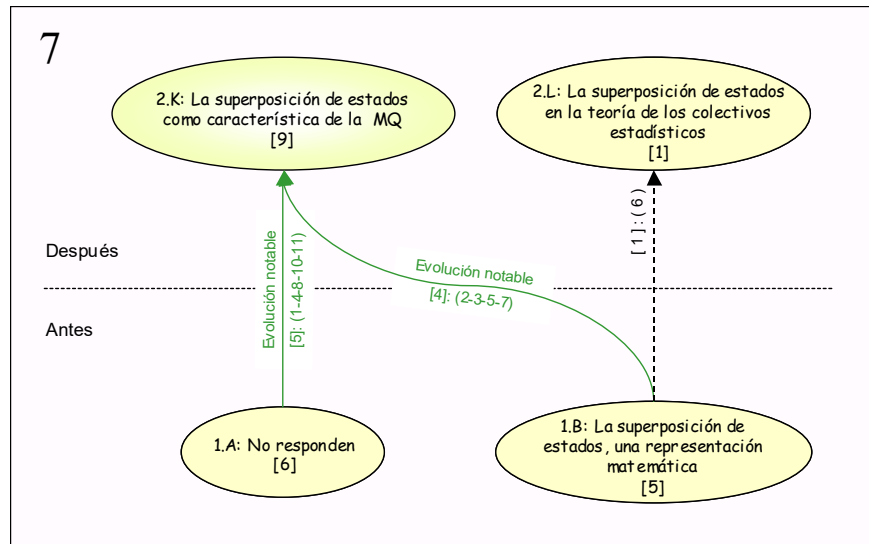 7
2.K: La superposición de estados
como característica de la MQ
[9]
2.L: La superposición de estados
en la teoría de los colectivos
estadísticos
[1]
Evolución notable
[5]: (1-4-8-10-11)
Evolución notable
[4]: (2-3-5-7)
[ 1 ] : ( 6 )
Después
Antes
1.A: No responden
[6]
1.B: La superposición de
estados, una representación
matemática
[5]